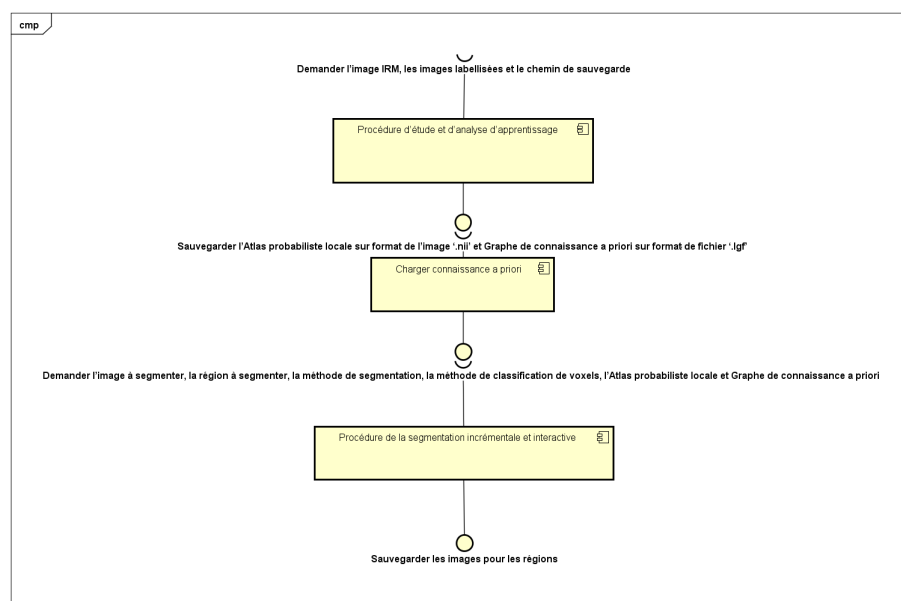 cmp
Demander l'image IRM, les images labellisées et le chemin de sauvegarde
Procédure d'étude et d'analyse d'apprentissage
Sauvegarder l'Atlas probabiliste locale sur format de l'image '.nii' et Graphe de connaissance a priori sur format de fichier '.lgf'
Charger connaissance a priori
Demander l'image à segmenter, la région à segmenter, la méthode de segmentation, la méthode de classification de voxels, l'Atlas probabiliste locale et Graphe de connaissance a priori
Procédure de la segmentation incrémentale et interactive
Sauvegarder les images pour les régions